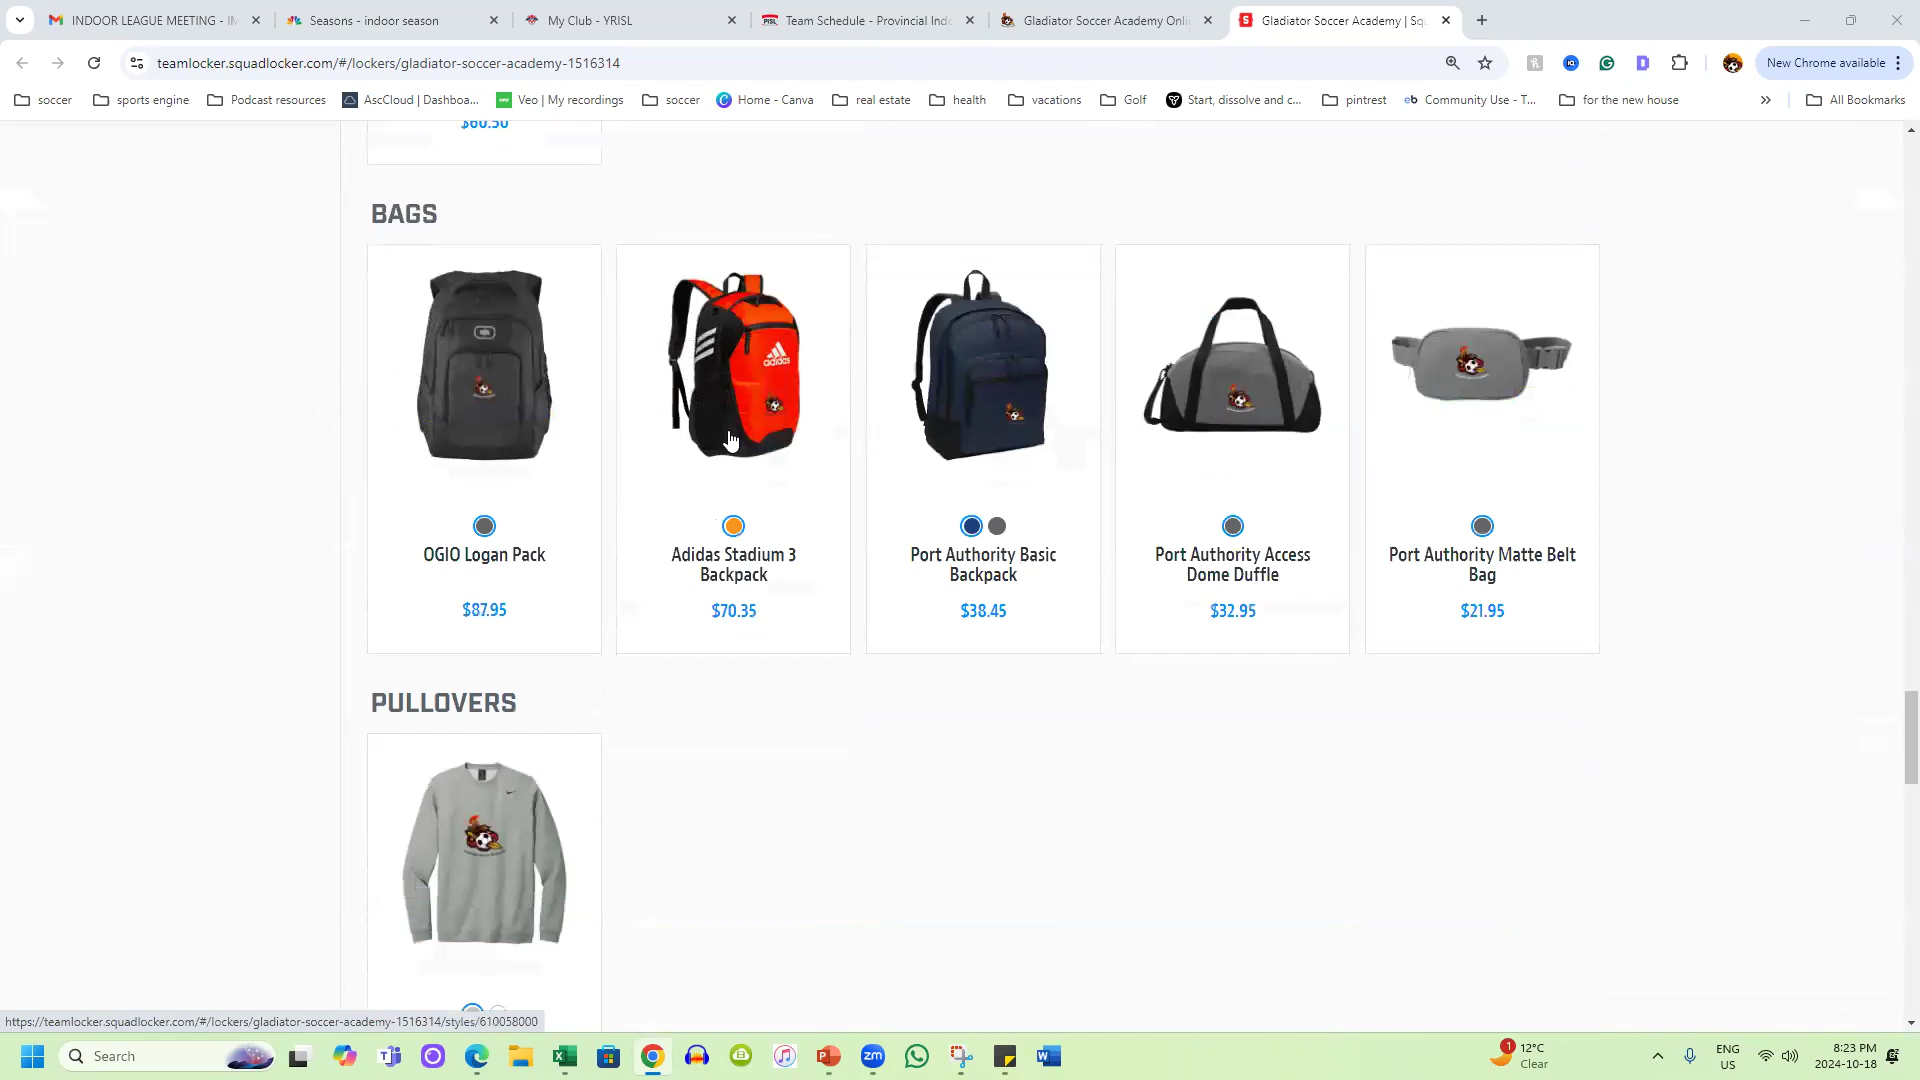 INDOOR LEAGUE MEETING - IN
Seasons - indoor season
My Club - YRISL
Team Schedule - Provincial Indo
Gladiator Soccer Academy Onli
Gladiator Soccer Academy | Squ
teamlocker.squadlocker.com/#/lockers/gladiator-soccer-academy-1516314
New Chrome available
soccer
sports engine
Podcast resources
AscCloud | Dashboa...
Veo | My recordings
soccer
Home - Canva
real estate
health
vacations
Golf
Start, dissolve and c...
pintrest
Community Use - T...
for the new house
All Bookmarks
$60.50
BAGS
adidas
OGIO Logan Pack
$87.95
Adidas Stadium 3
Backpack
$70.35
Port Authority Basic
Backpack
$38.45
Port Authority Access
Dome Duffle
$32.95
Port Authority Matte Belt
Bag
$21.95
PULLOVERS
https://teamlocker.squadlocker.com/#/lockers/gladiator-soccer-academy-1516314/styles/610058000
Search
zm
1
12°C
Clear
ENG
US
8:23 PM
2024-10-18